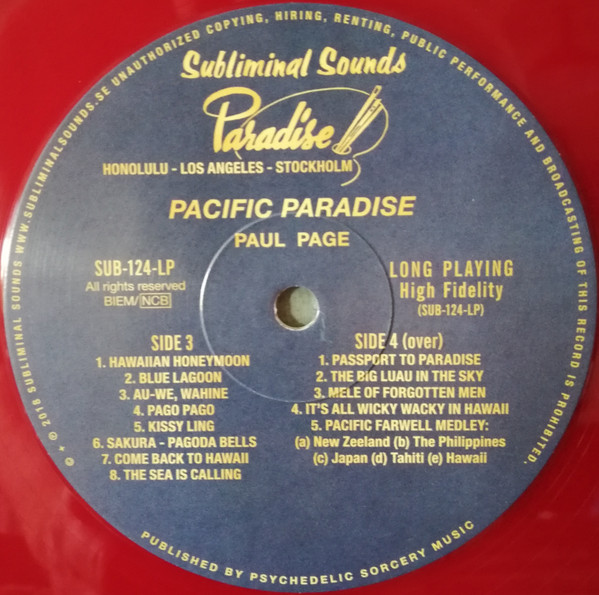 © + ℗ 2018 SUBLIMINAL SOUNDS WWW.SUBLIMINALSOUNDS.SE UNAUTHORIZED COPYING, HIRING, RENTING, PUBLIC PERFORMANCE AND BROADCASTING OF THIS RECORD IS PROHIBITED.
Subliminal Sounds
Paradise
HONOLULU - LOS ANGELES - STOCKHOLM
PACIFIC PARADISE
PAUL PAGE
SUB-124-LP
All rights reserved
BIEM/NCB
LONG PLAYING
High Fidelity
(SUB-124-LP)
SIDE 3
1. HAWAIIAN HONEYMOON
2. BLUE LAGOON
3. AU-WE, WAHINE
4. PAGO PAGO
5. KISSY LING
6. SAKURA - PAGODA BELLS
7. COME BACK TO HAWAII
8. THE SEA IS CALLING
SIDE 4 (over)
1. PASSPORT TO PARADISE
2. THE BIG LUAU IN THE SKY
3. MELE OF FORGOTTEN MEN
4. IT'S ALL WICKY WACKY IN HAWAII
5. PACIFIC FARWELL MEDLEY:
(a) New Zeeland (b) The Philippines
(c) Japan (d) Tahiti (e) Hawaii
PUBLISHED BY PSYCHEDELIC SORCERY MUSIC